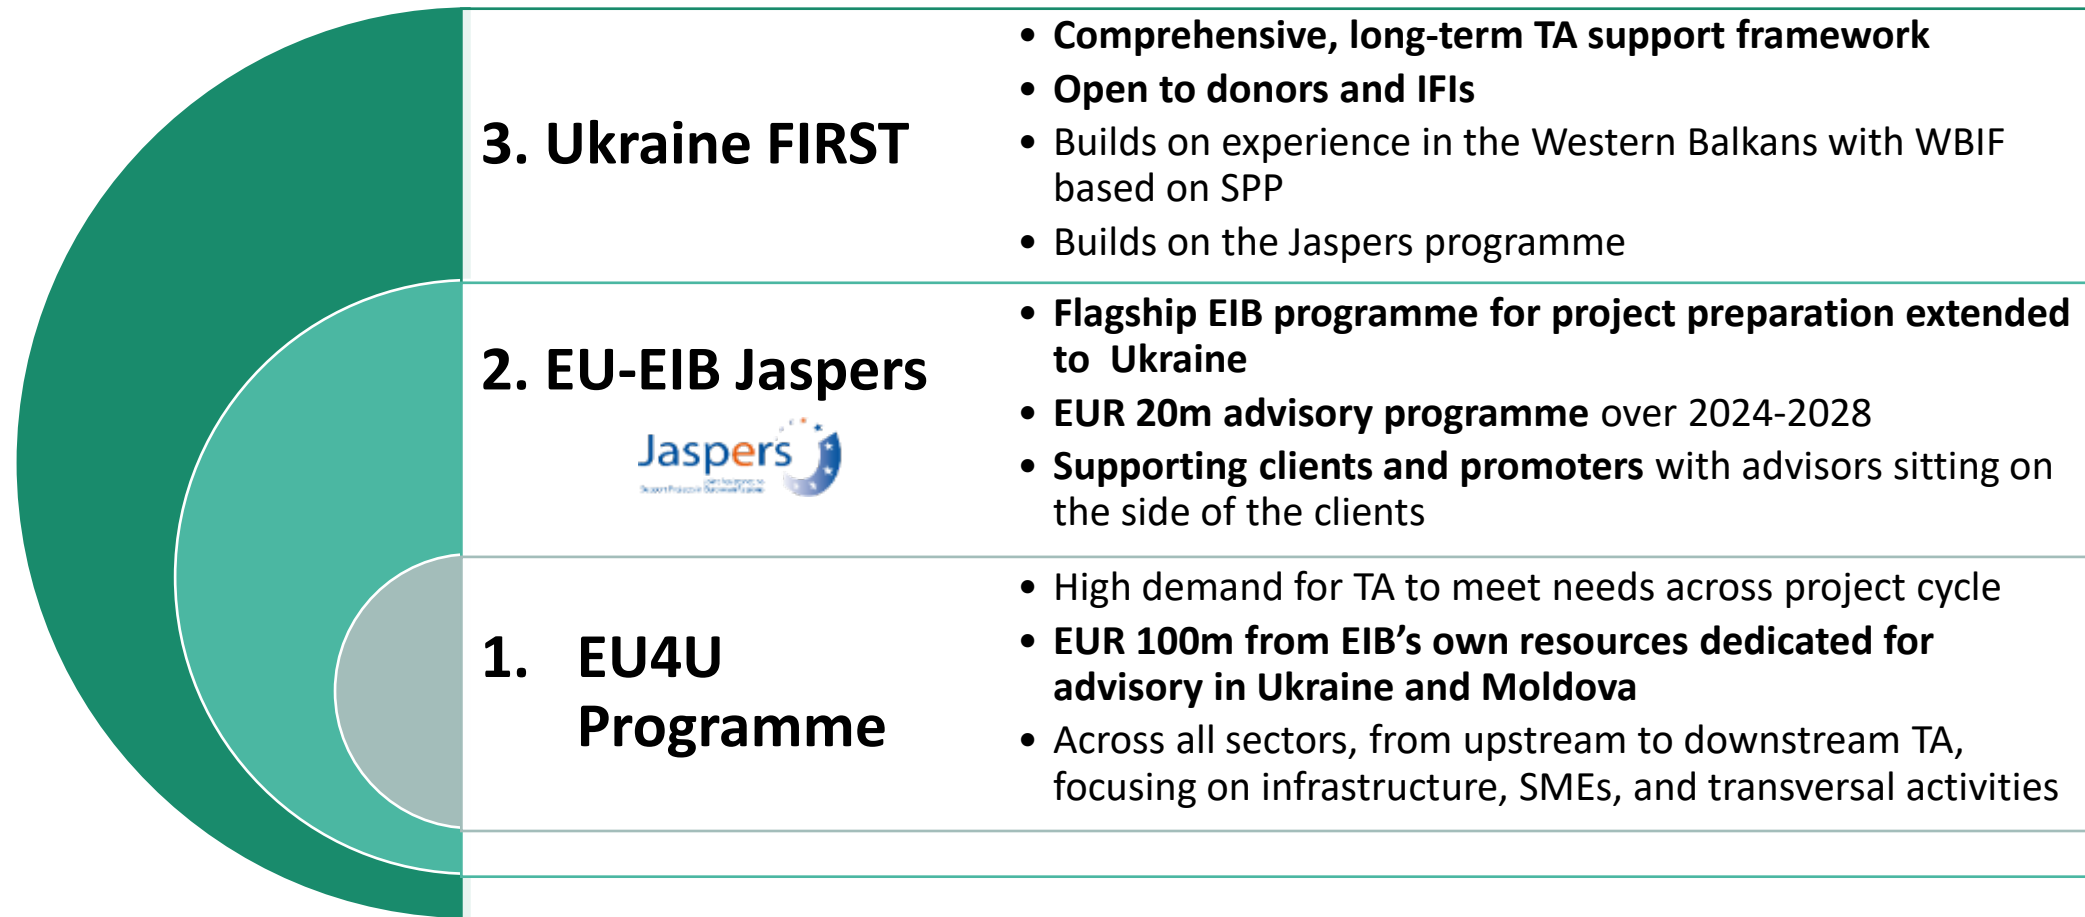 3. Ukraine FIRST
• Comprehensive, long-term TA support framework
• Open to donors and IFIs
• Builds on experience in the Western Balkans with WBIF
based on SPP
• Builds on the Jaspers programme
2. EU-EIB Jaspers
Jaspers
• Flagship EIB programme for project preparation extended
to Ukraine
• EUR 20m advisory programme over 2024-2028
• Supporting clients and promoters with advisors sitting on
the side of the clients
1. EU4U
Programme
• High demand for TA to meet needs across project cycle
• EUR 100m from EIB’s own resources dedicated for
advisory in Ukraine and Moldova
• Across all sectors, from upstream to downstream TA,
focusing on infrastructure, SMEs, and transversal activities